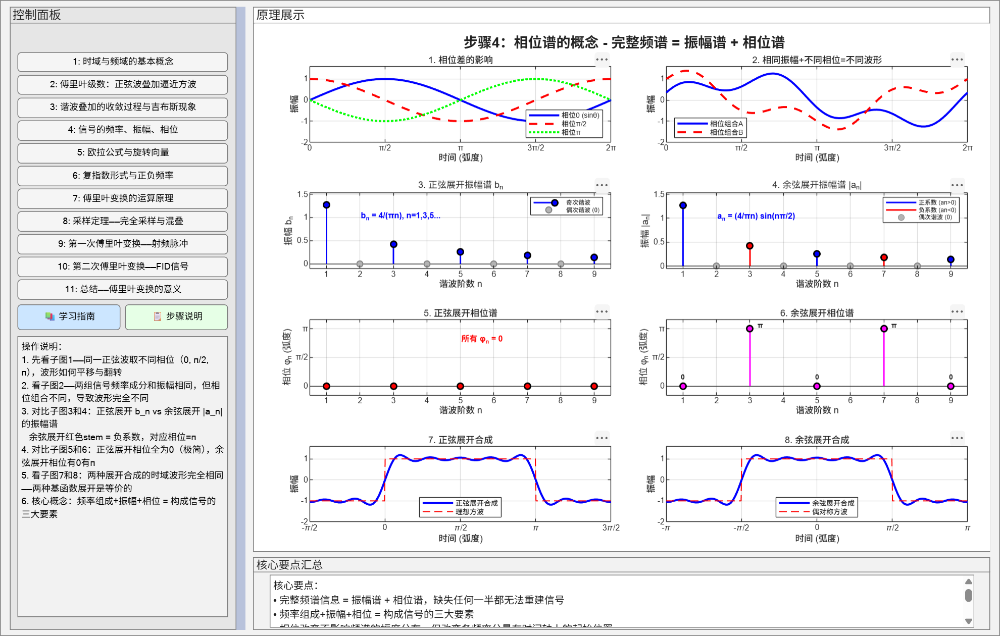 控制面板
1: 时域与频域的基本概念
2: 傅里叶级数：正弦波叠加逼近方波
3: 谐波叠加的收敛过程与吉布斯现象
4: 信号的频率、振幅、相位
5: 欧拉公式与旋转向量
6: 复指数形式与正负频率
7: 傅里叶变换的运算原理
8: 采样定理——完全采样与混叠
9: 第一次傅里叶变换——射频脉冲
10: 第二次傅里叶变换——FID信号
11: 总结——傅里叶变换的意义
学习指南
步骤说明
操作说明：
1. 先看子图1——同一正弦波取不同相位（0, π/2,
π），波形如何平移与翻转
2. 看子图2——两组信号频率成分和振幅相同，但相
位组合不同，导致波形完全不同
3. 对比子图3和4：正弦展开 b_n vs 余弦展开 |a_n|
的振幅谱
余弦展开红色stem = 负系数，对应相位=π
4. 对比子图5和6：正弦展开相位全为0（极简），余
弦展开相位有0有π
5. 看子图7和8：两种展开合成的时域波形完全相同
——两种基函数展开是等价的
6. 核心概念：频率组成+振幅+相位 = 构成信号的
三大要素
原理展示
步骤4：相位谱的概念 - 完整频谱 = 振幅谱 + 相位谱
1. 相位差的影响
振幅
1
0
-1
-2
相位0 (sinθ)
相位π/2
相位π
0 π/2 π 3π/2 2π
时间 (弧度)
2. 相同振幅+不同相位=不同波形
振幅
1
0
-1
-2
相位组合A
相位组合B
0 π/2 π 3π/2 2π
时间 (弧度)
3. 正弦展开振幅谱 bₙ
振幅 bₙ
1.5
1
0.5
0
奇次谐波
偶次谐波 (0)
bₙ = 4/(πn), n=1,3,5...
1 2 3 4 5 6 7 8 9
谐波阶数 n
4. 余弦展开振幅谱 |aₙ|
振幅 |aₙ|
1.5
1
0.5
0
正系数 (an>0)
负系数 (an<0)
偶次谐波 (0)
aₙ = (4/πn) sin(nπ/2)
1 2 3 4 5 6 7 8 9
谐波阶数 n
5. 正弦展开相位谱
相位 φₙ (弧度)
π
π/2
0
所有 φₙ = 0
1 2 3 4 5 6 7 8 9
谐波阶数 n
6. 余弦展开相位谱
相位 φₙ (弧度)
π
π/2
0
π π
0 0 0
1 2 3 4 5 6 7 8 9
谐波阶数 n
7. 正弦展开合成
振幅
1
0
-1
-2
正弦展开合成
理想方波
-π/2 0 π/2 π 3π/2
时间 (弧度)
8. 余弦展开合成
振幅
1
0
-1
-2
余弦展开合成
偶对称方波
-π -π/2 0 π/2 π
时间 (弧度)
核心要点汇总
核心要点：
• 完整频谱信息 = 振幅谱 + 相位谱，缺失任何一半都无法重建信号
• 频率组成+振幅+相位 = 构成信号的三大要素